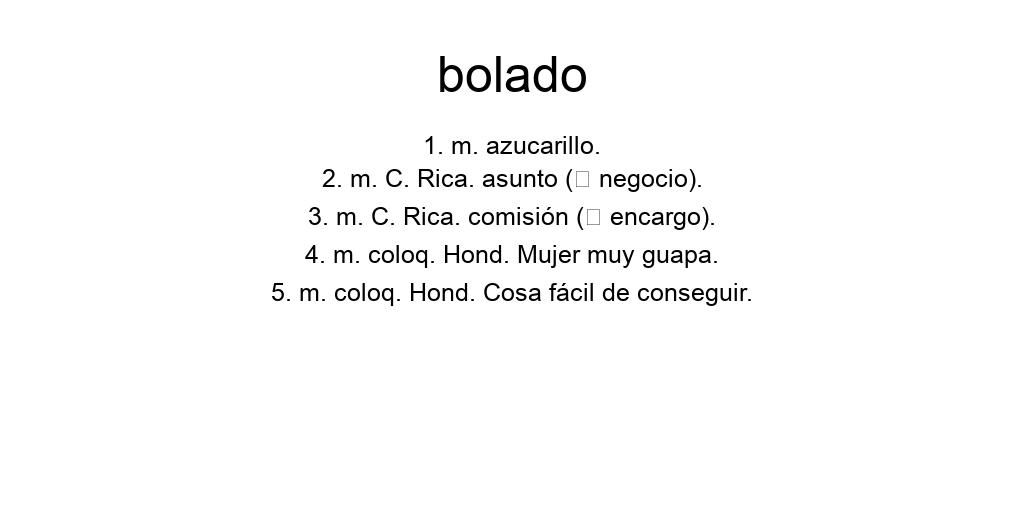 bolado
1. m. azucarillo.
2. m. C. Rica. asunto (□ negocio).
3. m. C. Rica. comisión (□ encargo).
4. m. coloq. Hond. Mujer muy guapa.
5. m. coloq. Hond. Cosa fácil de conseguir.